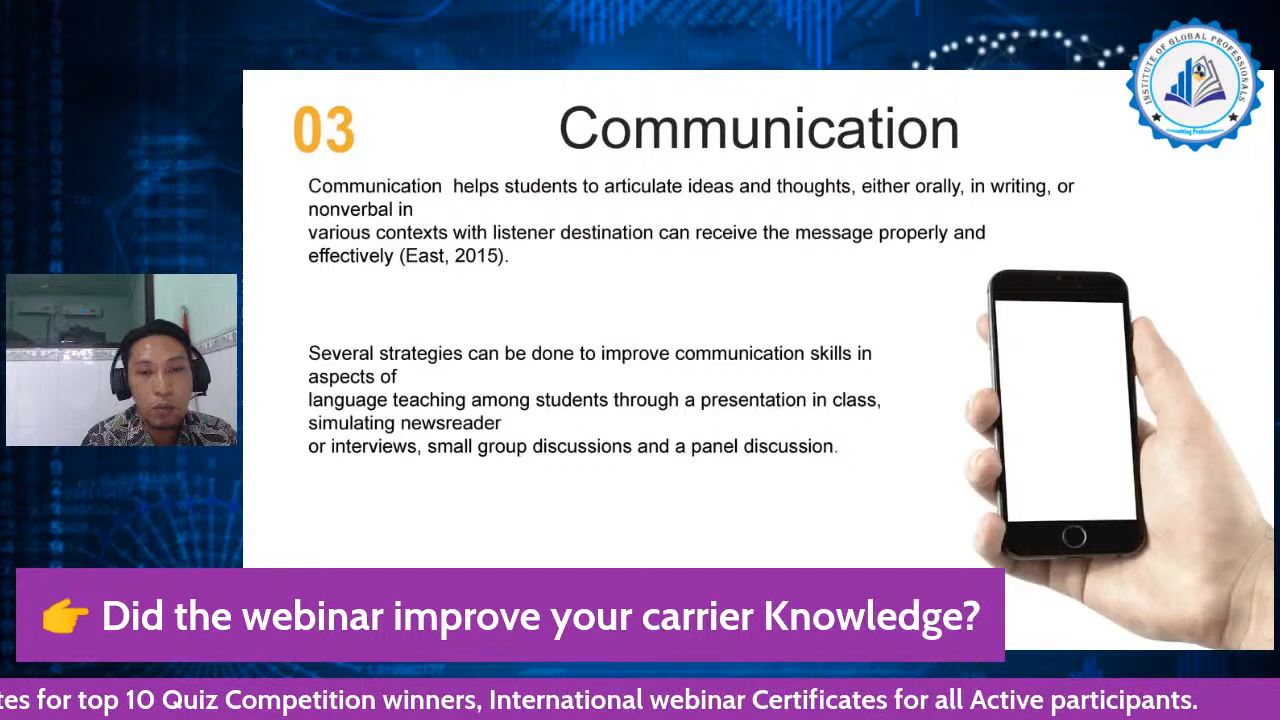 INSTITUTE OF GLOBAL PROFESSIONALS
03
Communication
Communication helps students to articulate ideas and thoughts, either orally, in writing, or
nonverbal in
various contexts with listener destination can receive the message properly and
effectively (East, 2015).
Several strategies can be done to improve communication skills in
aspects of
language teaching among students through a presentation in class,
simulating newsreader
or interviews, small group discussions and a panel discussion.
👉 Did the webinar improve your carrier Knowledge?
tes for top 10 Quiz Competition winners, International webinar Certificates for all Active participants.